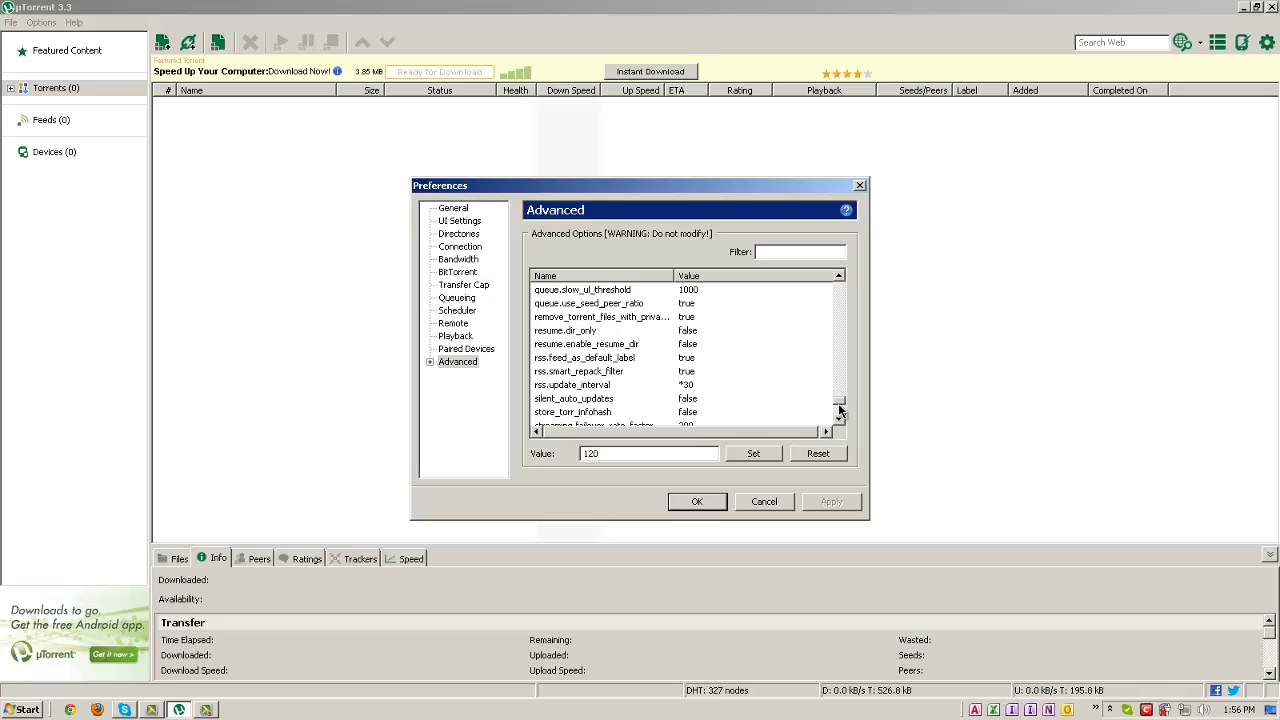 µTorrent 3.3
File Options Help
Featured Content
Torrents (0)
Feeds (0)
Devices (0)
Search Web
Featured Torrent
Speed Up Your Computer:Download Now! 3.85 MB Ready for Download Instant Download
# Name Size Status Health Down Speed Up Speed ETA Rating Playback Seeds/Peers Label Added Completed On
Preferences
General
UI Settings
Directories
Connection
Bandwidth
BitTorrent
Transfer Cap
Queueing
Scheduler
Remote
Playback
Paired Devices
Advanced
Advanced
Advanced Options [WARNING: Do not modify!]
Filter:
Name Value
queue.slow_ul_threshold 1000
queue.use_seed_peer_ratio true
remove_torrent_files_with_priva... true
resume.dir_only false
resume.enable_resume_dir false
rss.feed_as_default_label true
rss.smart_repack_filter true
rss.update_interval *30
silent_auto_updates false
store_torr_infohash false
streaming.failover_rate_factor 200
Value: 120 Set Reset
OK Cancel Apply
Files Info Peers Ratings Trackers Speed
Downloaded:
Availability:
Transfer
Time Elapsed: Remaining: Wasted:
Downloaded: Uploaded: Seeds:
Download Speed: Upload Speed: Peers:
Downloads to go.
Get the free Android app.
µTorrent Get it now >
DHT: 327 nodes D: 0.0 kB/s T: 526.8 kB U: 0.0 kB/s T: 195.8 kB
Start 1:56 PM